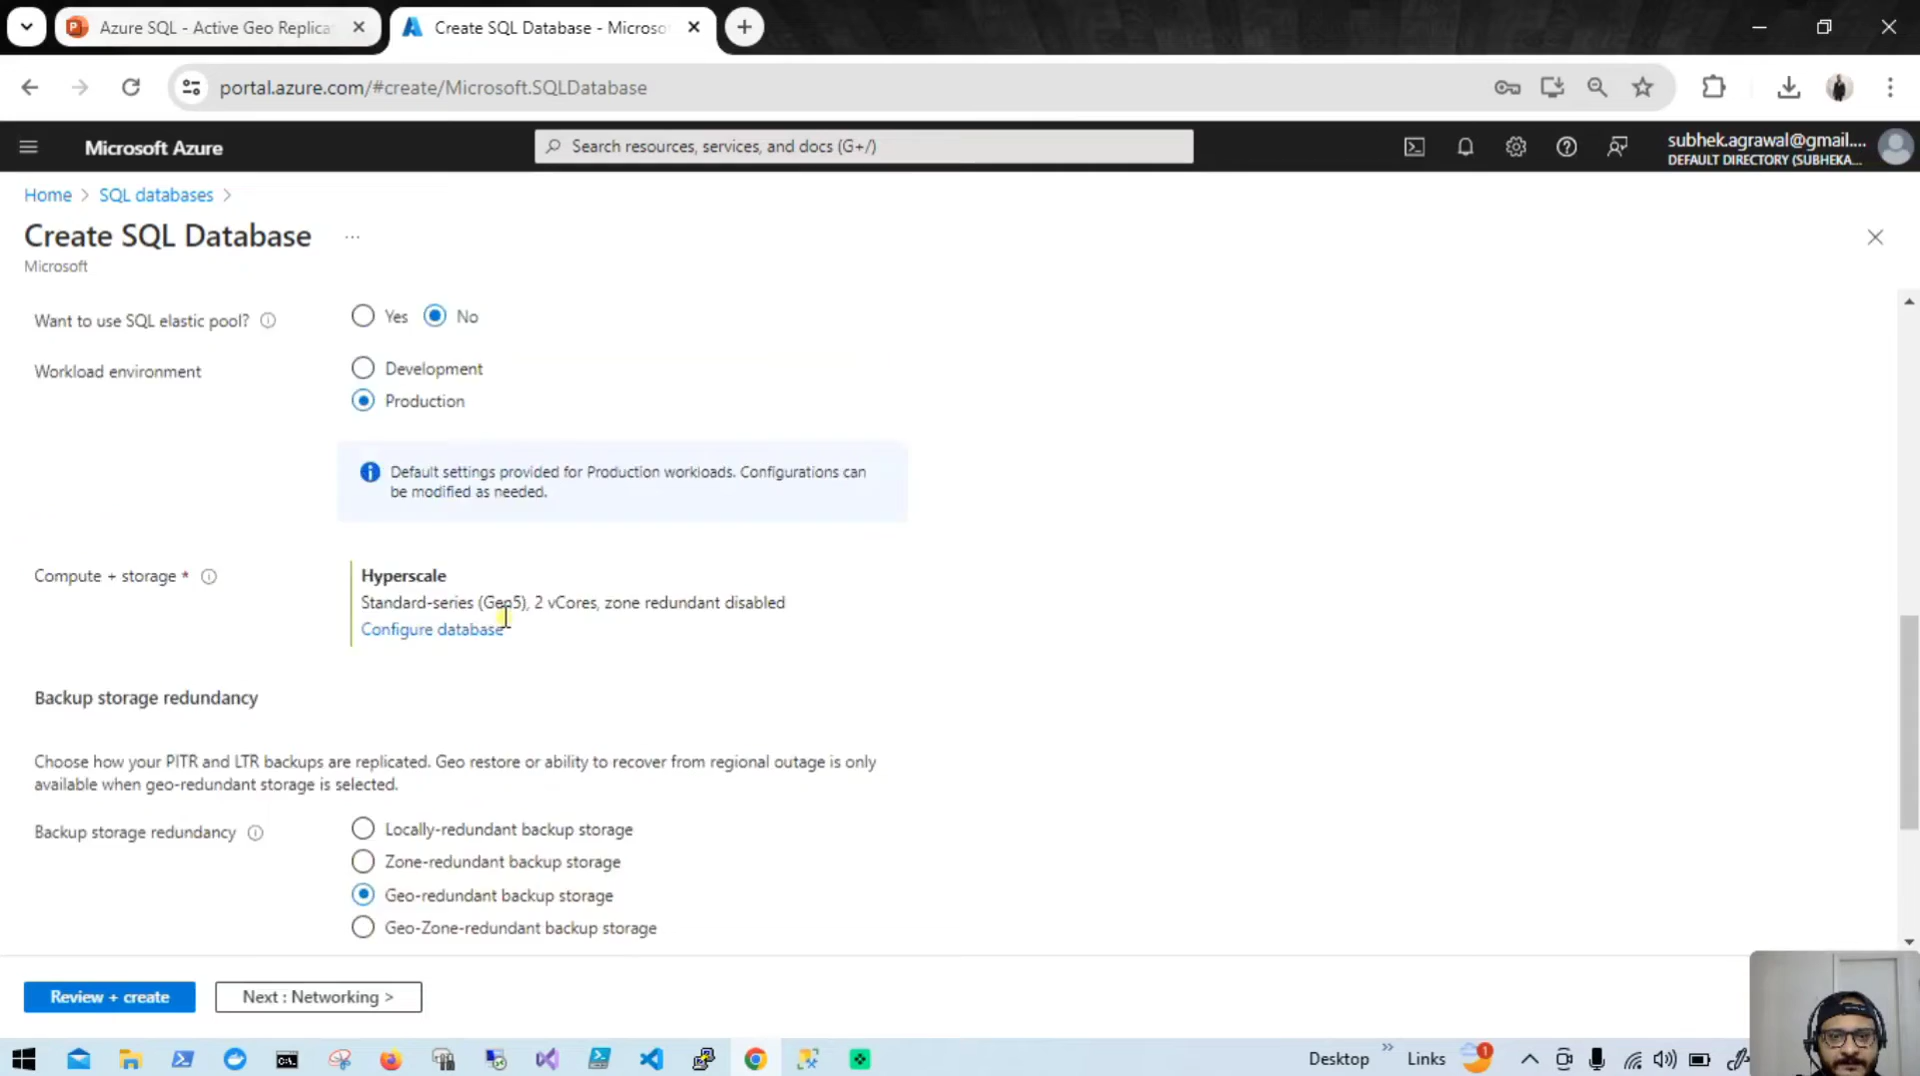 Azure SQL - Active Geo Replica
Create SQL Database - Microso
portal.azure.com/#create/Microsoft.SQLDatabase
Microsoft Azure
Search resources, services, and docs (G+/)
subhek.agrawal@gmail....
DEFAULT DIRECTORY (SUBHEKA...
Home > SQL databases >
Create SQL Database ...
Microsoft
Want to use SQL elastic pool?
Yes
No
Workload environment
Development
Production
Default settings provided for Production workloads. Configurations can
be modified as needed.
Compute + storage *
Hyperscale
Standard-series (Gen5), 2 vCores, zone redundant disabled
Configure database
Backup storage redundancy
Choose how your PITR and LTR backups are replicated. Geo restore or ability to recover from regional outage is only
available when geo-redundant storage is selected.
Backup storage redundancy
Locally-redundant backup storage
Zone-redundant backup storage
Geo-redundant backup storage
Geo-Zone-redundant backup storage
Review + create
Next : Networking >
Desktop
Links
1